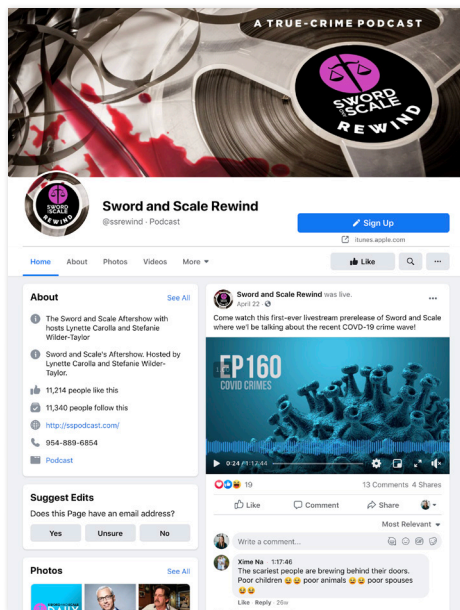 A TRUE-CRIME PODCAST
SWORD
AND
SCALE
REWIND
SWORD
AND
SCALE
REWIND
Sword and Scale Rewind
@ssrewind · Podcast
Sign Up
itunes.apple.com
Home About Photos Videos More
Like
About See All
The Sword and Scale Aftershow with
hosts Lynette Carolla and Stefanie
Wilder-Taylor
Sword and Scale's Aftershow. Hosted by
Lynette Carolla and Stefanie Wilder-
Taylor.
11,214 people like this
11,340 people follow this
http://sspodcast.com/
954-889-6854
Podcast
Suggest Edits
Does this Page have an email address?
Yes Unsure No
Photos See All
DAILY
Sword and Scale Rewind was live.
April 22 ·
Come watch this first-ever livestream prerelease of Sword and Scale
where we'll be talking about the recent COVD-19 crime wave!
EP160
COVID CRIMES
0:24 / 1:17:44
19
13 Comments 4 Shares
Like Comment Share
Most Relevant
Write a comment...
Xime Na 1:17:46
The scariest people are brewing behind their doors.
Poor children 😫😫 poor animals 😫😫 poor spouses
😫😫
Like · Reply · 26w